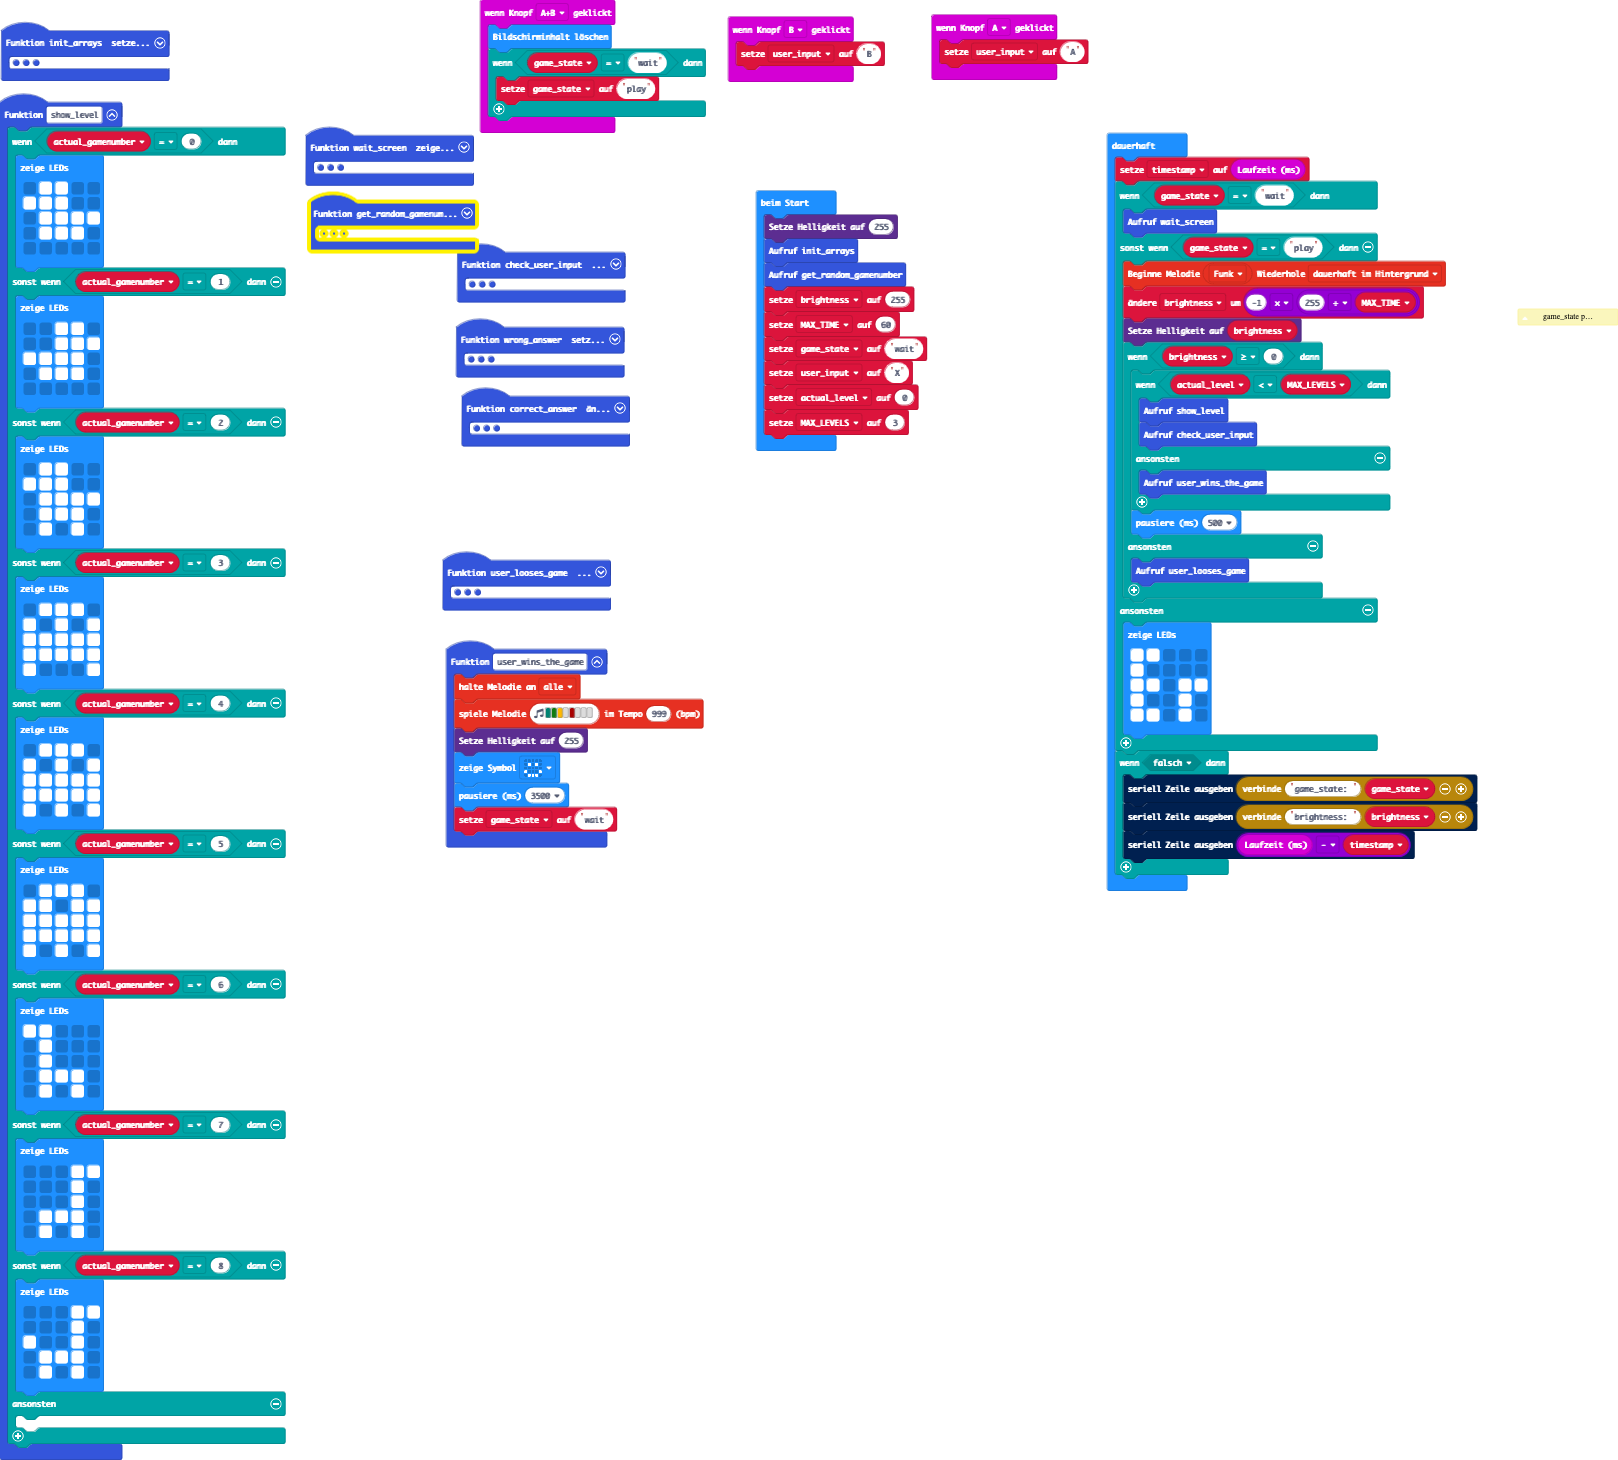 Funktion init_arrays setze...
Funktion show_level
wenn actual_gamenumber = 0 dann
zeige LEDs
sonst wenn actual_gamenumber = 1 dann
zeige LEDs
sonst wenn actual_gamenumber = 2 dann
zeige LEDs
sonst wenn actual_gamenumber = 3 dann
zeige LEDs
sonst wenn actual_gamenumber = 4 dann
zeige LEDs
sonst wenn actual_gamenumber = 5 dann
zeige LEDs
sonst wenn actual_gamenumber = 6 dann
zeige LEDs
sonst wenn actual_gamenumber = 7 dann
zeige LEDs
sonst wenn actual_gamenumber = 8 dann
zeige LEDs
ansonsten
wenn Knopf A+B geklickt
Bildschirminhalt löschen
wenn game_state = "wait" dann
setze game_state auf "play"
Funktion wait_screen zeige...
Funktion get_random_gamenum...
Funktion check_user_input ...
Funktion wrong_answer setz...
Funktion correct_answer än...
Funktion user_looses_game ...
Funktion user_wins_the_game
halte Melodie an alle
spiele Melodie im Tempo 999 (bpm)
Setze Helligkeit auf 255
zeige Symbol
pausiere (ms) 3500
setze game_state auf "wait"
wenn Knopf B geklickt
setze user_input auf "B"
wenn Knopf A geklickt
setze user_input auf "A"
beim Start
Setze Helligkeit auf 255
Aufruf init_arrays
Aufruf get_random_gamenumber
setze brightness auf 255
setze MAX_TIME auf 60
setze game_state auf "wait"
setze user_input auf "X"
setze actual_level auf 0
setze MAX_LEVELS auf 3
dauerhaft
setze timestamp auf Laufzeit (ms)
wenn game_state = "wait" dann
Aufruf wait_screen
sonst wenn game_state = "play" dann
Beginne Melodie Funk Wiederhole dauerhaft im Hintergrund
ändere brightness um -1 × 255 ÷ MAX_TIME
Setze Helligkeit auf brightness
wenn brightness ≥ 0 dann
wenn actual_level < MAX_LEVELS dann
Aufruf show_level
Aufruf check_user_input
ansonsten
Aufruf user_wins_the_game
pausiere (ms) 500
ansonsten
Aufruf user_looses_game
ansonsten
zeige LEDs
wenn falsch dann
seriell Zeile ausgeben verbinde "game_state: " game_state
seriell Zeile ausgeben verbinde "brightness: " brightness
seriell Zeile ausgeben Laufzeit (ms) - timestamp
game_state p...